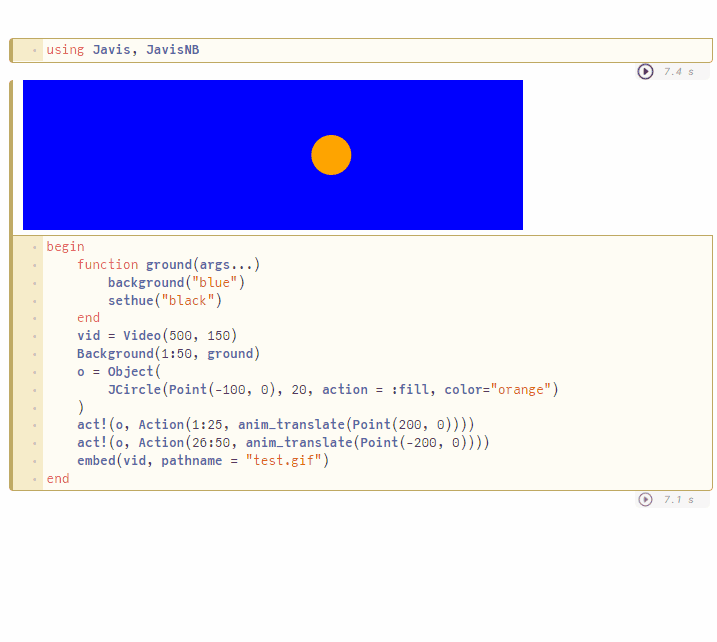 using Javis, JavisNB
7.4 s
begin
    function ground(args...)
        background("blue")
        sethue("black")
    end
    vid = Video(500, 150)
    Background(1:50, ground)
    o = Object(
        JCircle(Point(-100, 0), 20, action = :fill, color="orange")
    )
    act!(o, Action(1:25, anim_translate(Point(200, 0))))
    act!(o, Action(26:50, anim_translate(Point(-200, 0))))
    embed(vid, pathname = "test.gif")
end
7.1 s